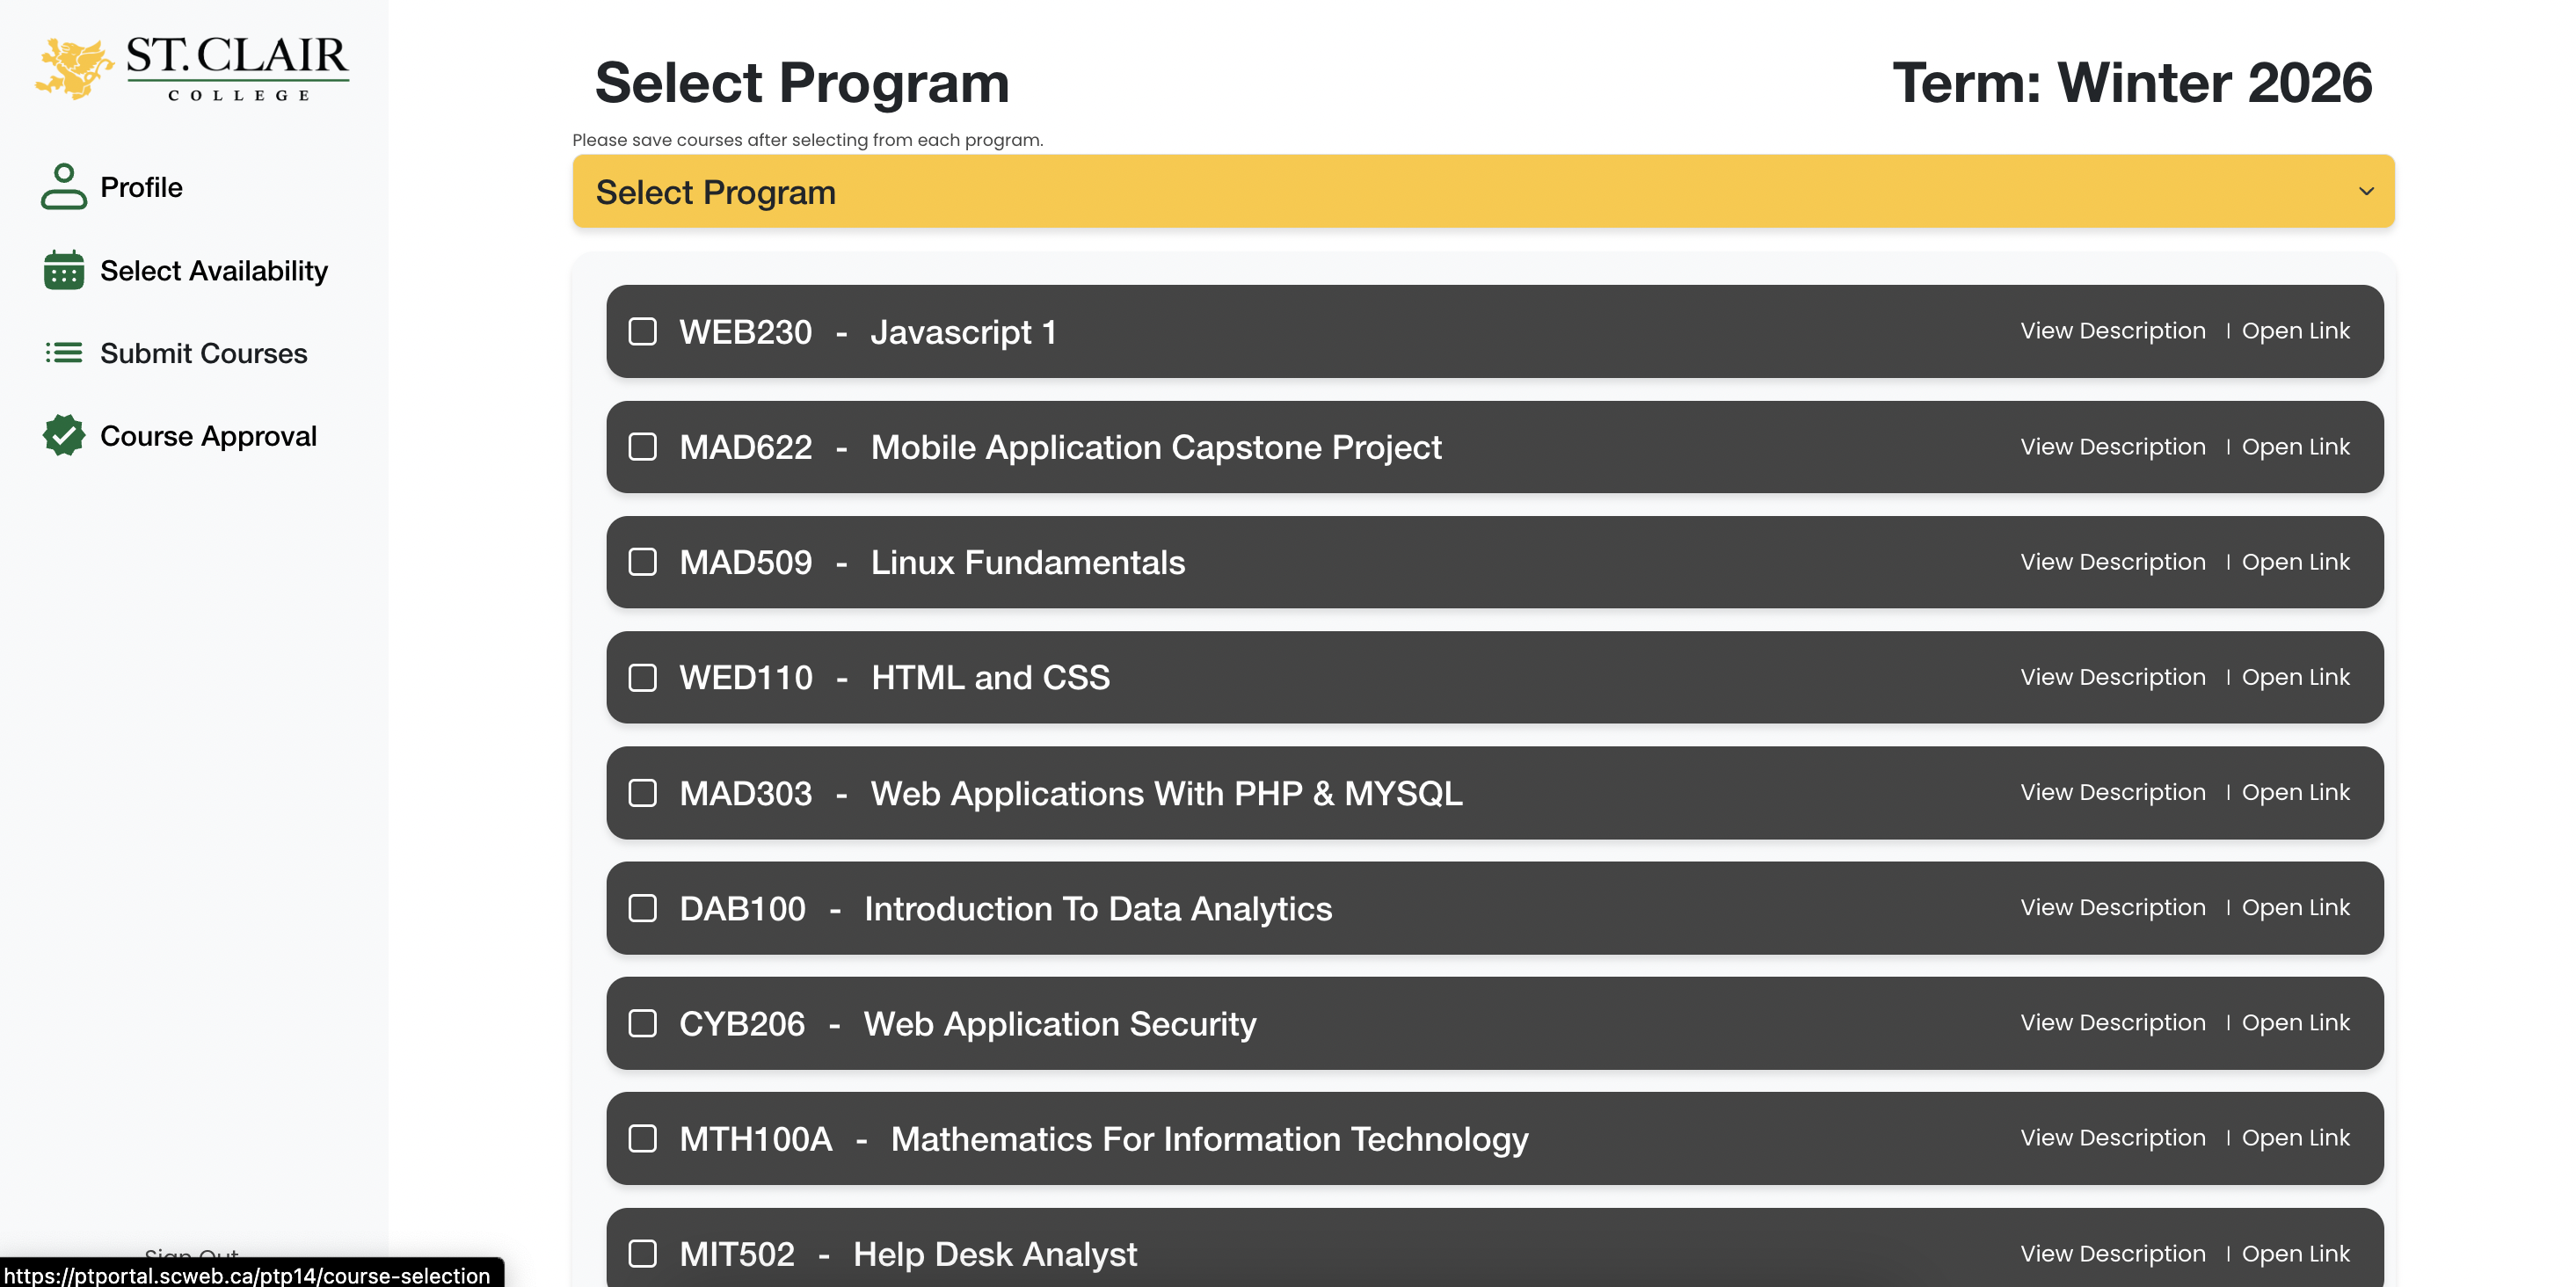 ST. CLAIR
COLLEGE
Profile
Select Availability
Submit Courses
Course Approval
Sign Out
https://ptportal.scweb.ca/ptp14/course-selection
Select Program
Term: Winter 2026
Please save courses after selecting from each program.
Select Program
WEB230 - Javascript 1 View Description | Open Link
MAD622 - Mobile Application Capstone Project View Description | Open Link
MAD509 - Linux Fundamentals View Description | Open Link
WED110 - HTML and CSS View Description | Open Link
MAD303 - Web Applications With PHP & MYSQL View Description | Open Link
DAB100 - Introduction To Data Analytics View Description | Open Link
CYB206 - Web Application Security View Description | Open Link
MTH100A - Mathematics For Information Technology View Description | Open Link
MIT502 - Help Desk Analyst View Description | Open Link